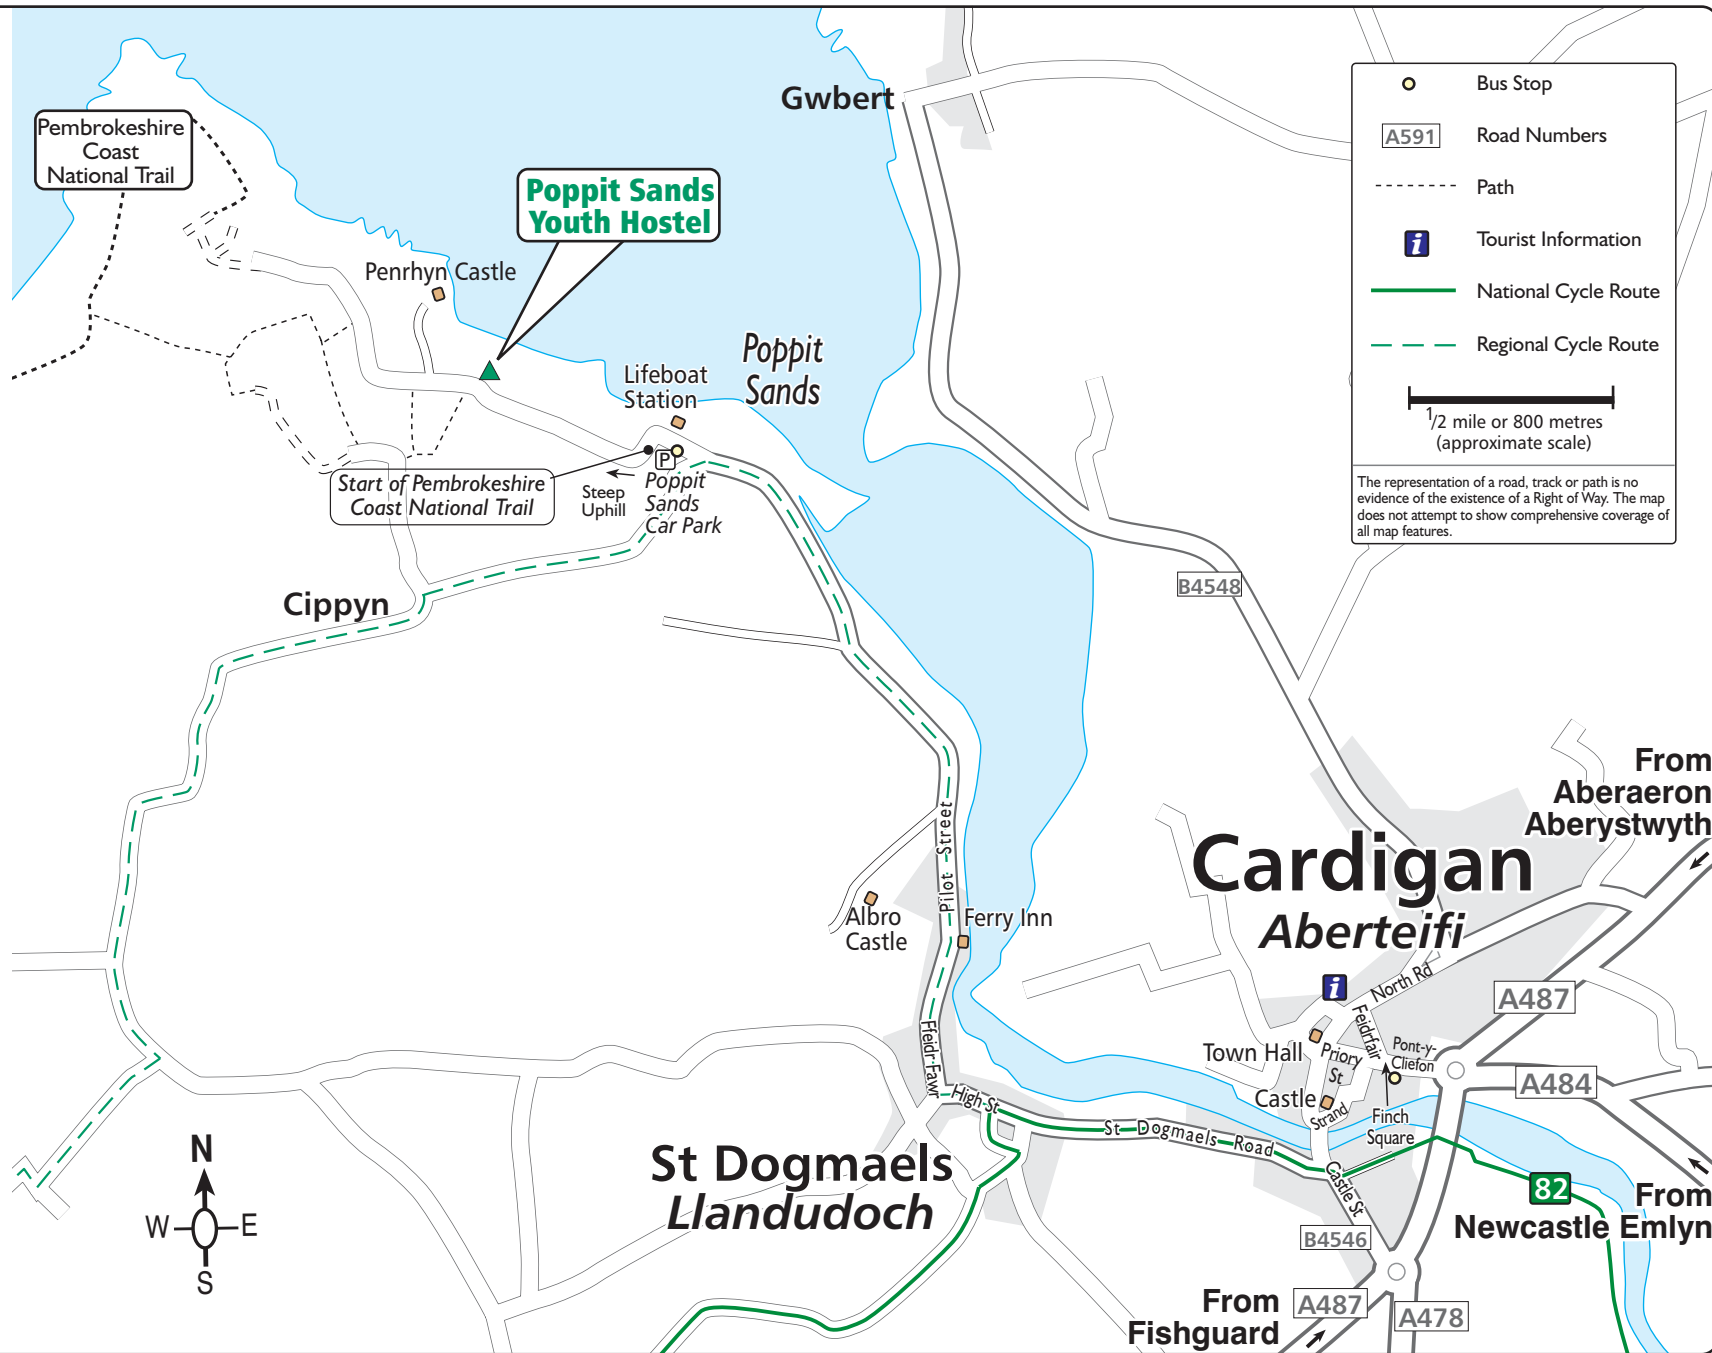 Pembrokeshire
Coast
National Trail
Gwbert
Poppit Sands
Youth Hostel
Penrhyn Castle
Poppit
Sands
Lifeboat
Station
P
Start of Pembrokeshire
Coast National Trail
Steep
Uphill
Poppit
Sands
Car Park
Cippyn
B4548
Bus Stop
A591
Road Numbers
Path
i
Tourist Information
National Cycle Route
Regional Cycle Route
1/2 mile or 800 metres
(approximate scale)
The representation of a road, track or path is no
evidence of the existence of a Right of Way. The map
does not attempt to show comprehensive coverage of
all map features.
From
Aberaeron
Aberystwyth
Cardigan
Aberteifi
Pilot Street
Albro
Castle
Ferry Inn
Ffeidr Fawr
High St
St Dogmaels Road
St Dogmaels
Llandudoch
i
North Rd
Feidrfair
Town Hall
Priory
St
Pont-y-
Cliefon
Castle
Strand
Finch
Square
Castle St
A487
A484
82
From
Newcastle Emlyn
B4546
From
Fishguard
A487
A478
N
W
E
S